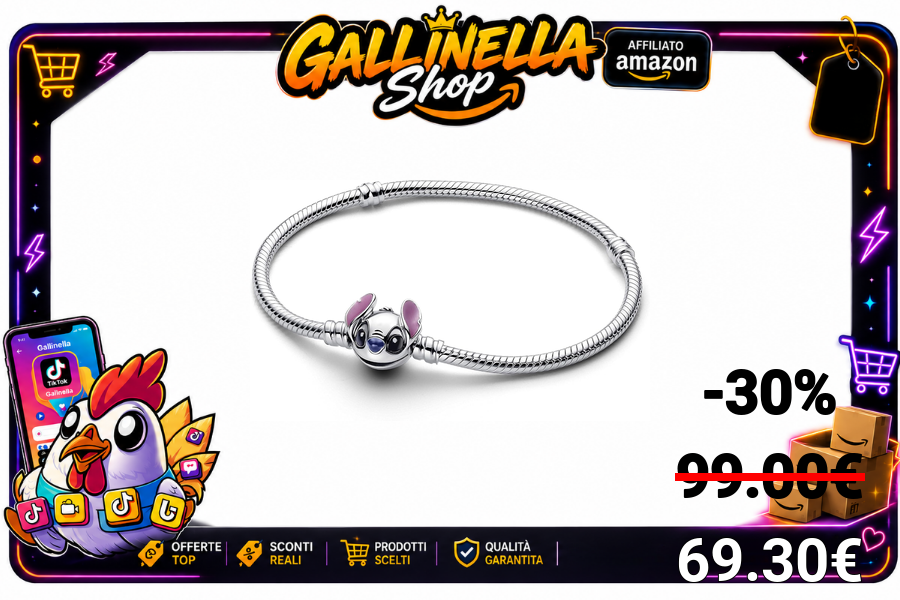 GALLINELLA
Shop
AFFILIATO
amazon
Gallinella
TikTok
Gallinella
-30%
99.00€
69.30€
OFFERTE
TOP
SCONTI
REALI
PRODOTTI
SCELTI
QUALITÀ
GARANTITA